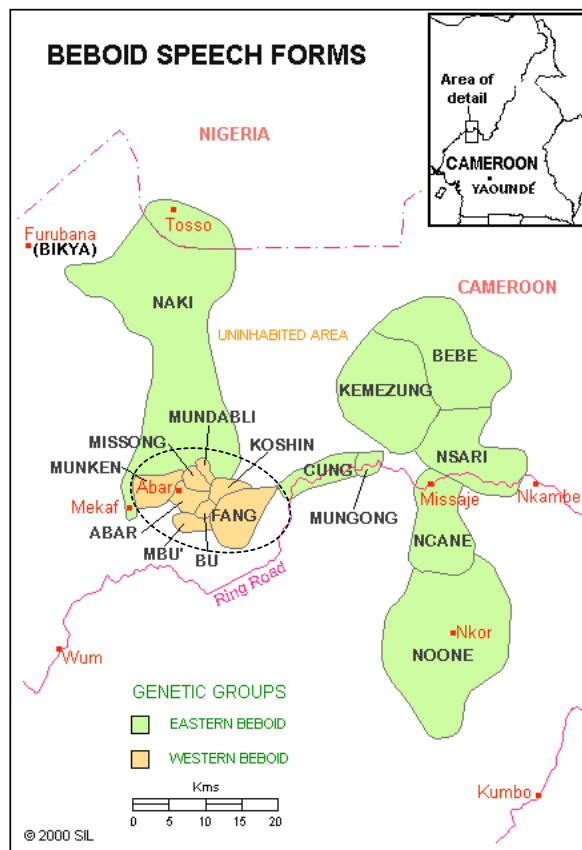 BEBOID SPEECH FORMS
Area of
detail
CAMEROON
YAOUNDÉ
NIGERIA
Tosso
Furubana
(BIKYA)
NAKI
CAMEROON
UNINHABITED AREA
BEBE
KEMEZUNG
MUNDABLI
MISSONG
KOSHIN
NSARI
MUNKEN
CUNG
Abar
Missaje
Nkambe
Mekaf
FANG
MUNGONG
ABAR
NCANE
MBU'
BU
Ring Road
Nkor
NOONE
Wum
GENETIC GROUPS
EASTERN BEBOID
WESTERN BEBOID
Kms
0 5 10 15 20
Kumbo
© 2000 SIL